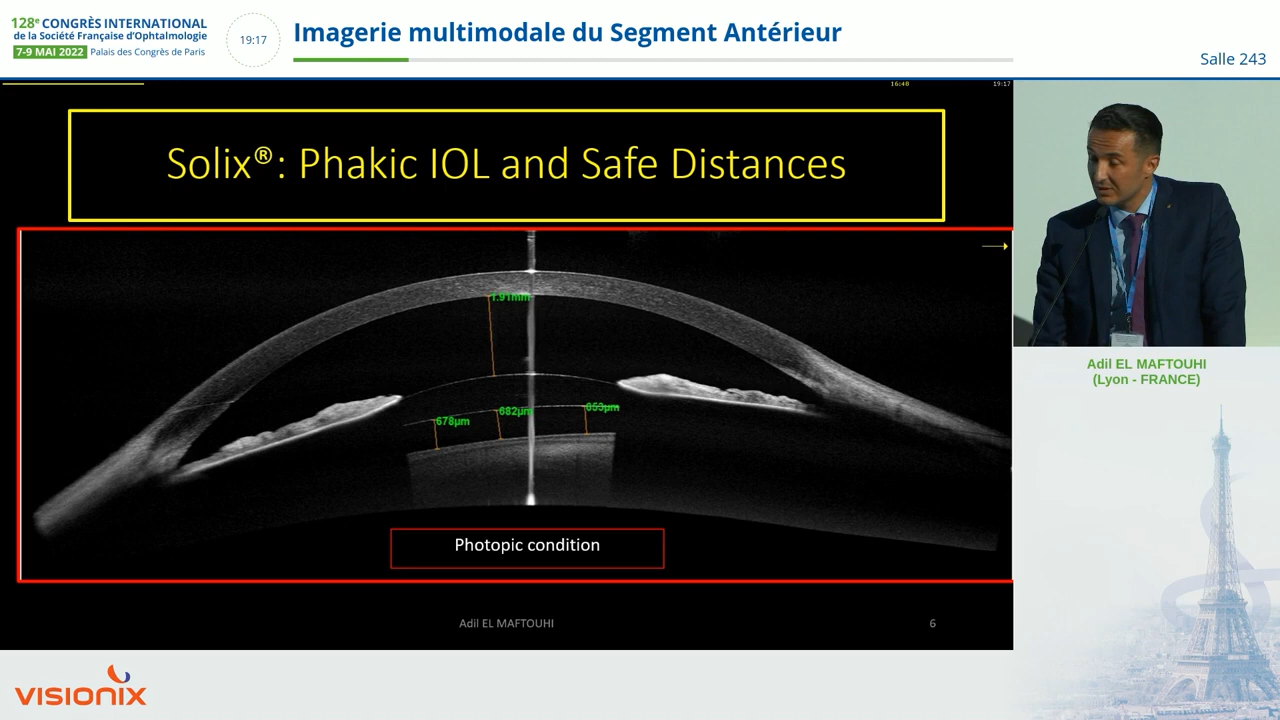 128e CONGRÈS INTERNATIONAL
de la Société Française d'Ophtalmologie
7-9 MAI 2022 Palais des Congrès de Paris
19:17
Imagerie multimodale du Segment Antérieur
Salle 243
16:48
19:17
Solix®: Phakic IOL and Safe Distances
1.91mm
678µm
682µm
653µm
Photopic condition
Adil EL MAFTOUHI
6
Adil EL MAFTOUHI
(Lyon - FRANCE)
VISIONIX